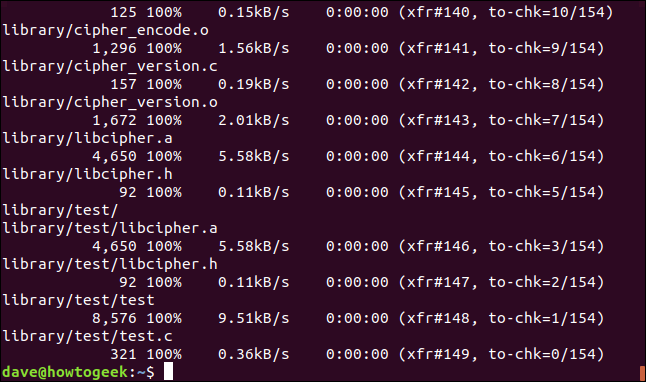 125 100% 0.15kB/s 0:00:00 (xfr#140, to-chk=10/154)
library/cipher_encode.o
1,296 100% 1.56kB/s 0:00:00 (xfr#141, to-chk=9/154)
library/cipher_version.c
157 100% 0.19kB/s 0:00:00 (xfr#142, to-chk=8/154)
library/cipher_version.o
1,672 100% 2.01kB/s 0:00:00 (xfr#143, to-chk=7/154)
library/libcipher.a
4,650 100% 5.58kB/s 0:00:00 (xfr#144, to-chk=6/154)
library/libcipher.h
92 100% 0.11kB/s 0:00:00 (xfr#145, to-chk=5/154)
library/test/
library/test/libcipher.a
4,650 100% 5.58kB/s 0:00:00 (xfr#146, to-chk=3/154)
library/test/libcipher.h
92 100% 0.11kB/s 0:00:00 (xfr#147, to-chk=2/154)
library/test/test
8,576 100% 9.51kB/s 0:00:00 (xfr#148, to-chk=1/154)
library/test/test.c
321 100% 0.36kB/s 0:00:00 (xfr#149, to-chk=0/154)
dave@howtogeek:~$